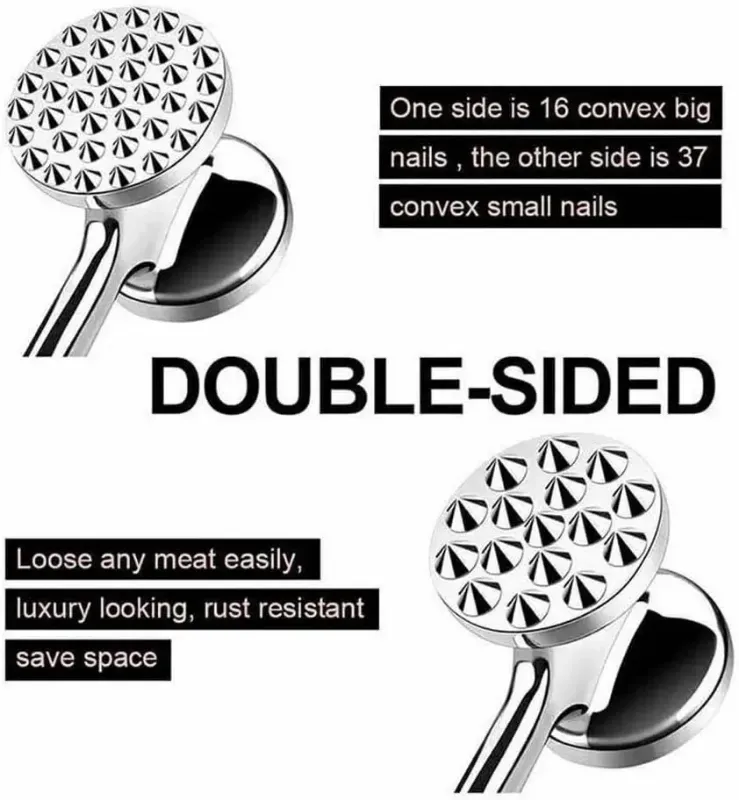 One side is 16 convex big
nails , the other side is 37
convex small nails
DOUBLE-SIDED
Loose any meat easily,
luxury looking, rust resistant
save space